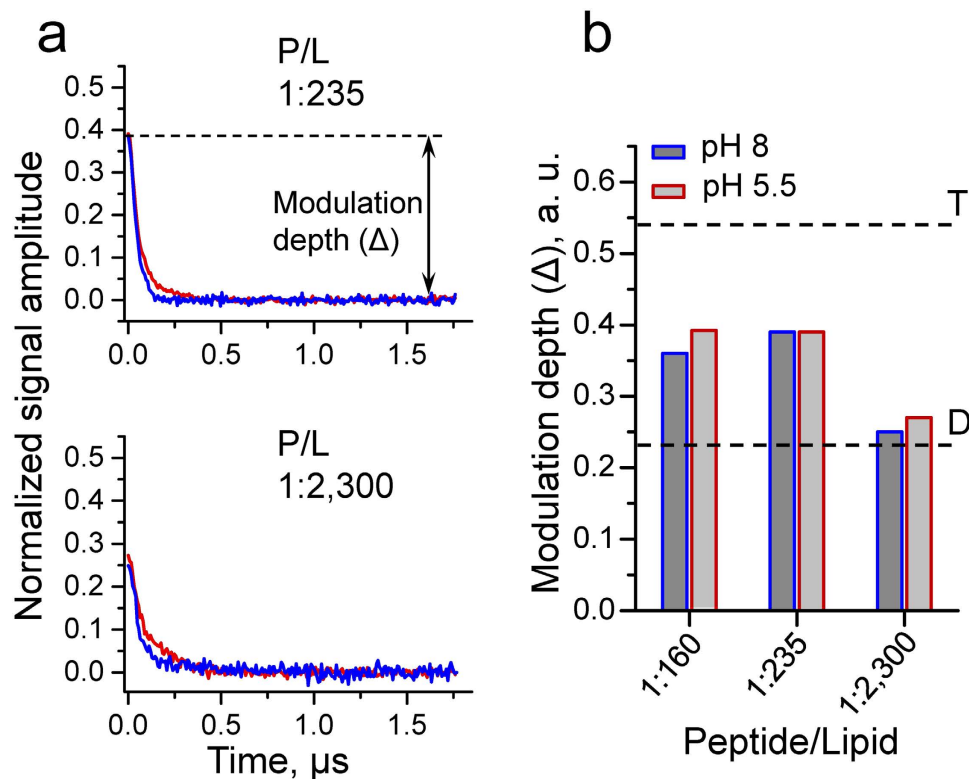 a
P/L
1:235
0.5
0.4
0.3
0.2
0.1
0.0
Modulation
depth (Δ)
0.0 0.5 1.0 1.5
P/L
1:2,300
0.5
0.4
0.3
0.2
0.1
0.0
0.0 0.5 1.0 1.5
Normalized signal amplitude
Time, μs
b
pH 8
pH 5.5
T
D
0.6
0.5
0.4
0.3
0.2
0.1
0.0
Modulation depth (Δ), a. u.
1:160
1:235
1:2,300
Peptide/Lipid